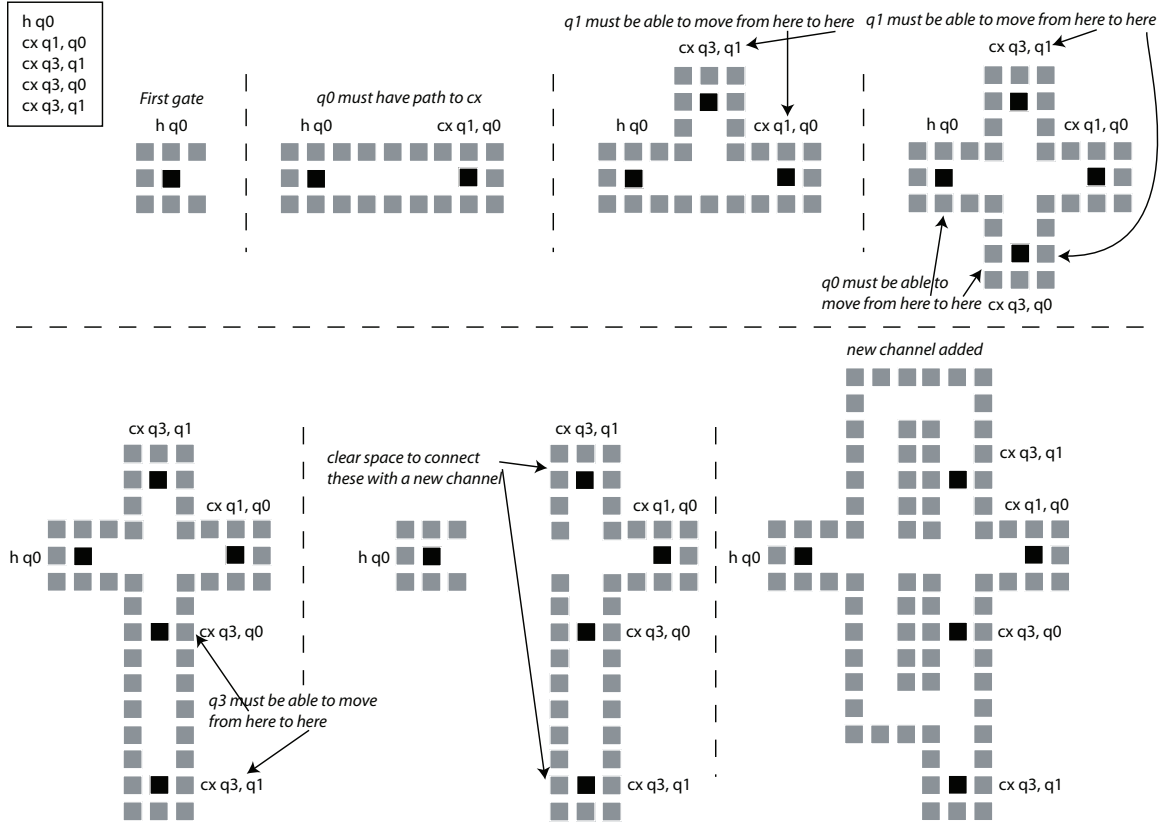 h q0
cx q1, q0
cx q3, q1
cx q3, q0
cx q3, q1
First gate
h q0
q0 must have path to cx
h q0
cx q1, q0
q1 must be able to move from here to here
cx q3, q1
h q0
cx q1, q0
q1 must be able to move from here to here
cx q3, q1
h q0
cx q1, q0
q0 must be able to
move from here to here
cx q3, q0
cx q3, q1
cx q1, q0
h q0
cx q3, q0
q3 must be able to move
from here to here
cx q3, q1
cx q3, q1
clear space to connect
these with a new channel
cx q1, q0
h q0
cx q3, q0
cx q3, q1
new channel added
cx q3, q1
cx q1, q0
h q0
cx q3, q0
cx q3, q1